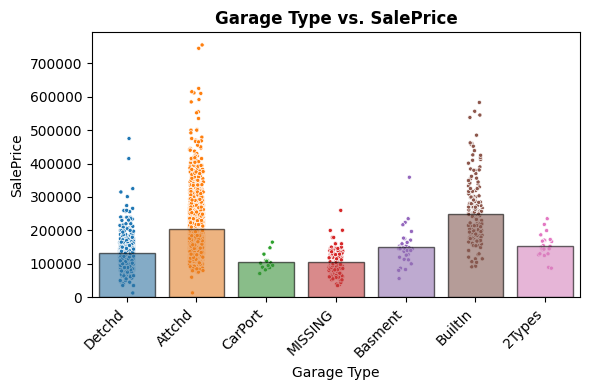 Garage Type vs. SalePrice
SalePrice
700000
600000
500000
400000
300000
200000
100000
0
Detchd
Attchd
CarPort
MISSING
Basment
BuiltIn
2Types
Garage Type